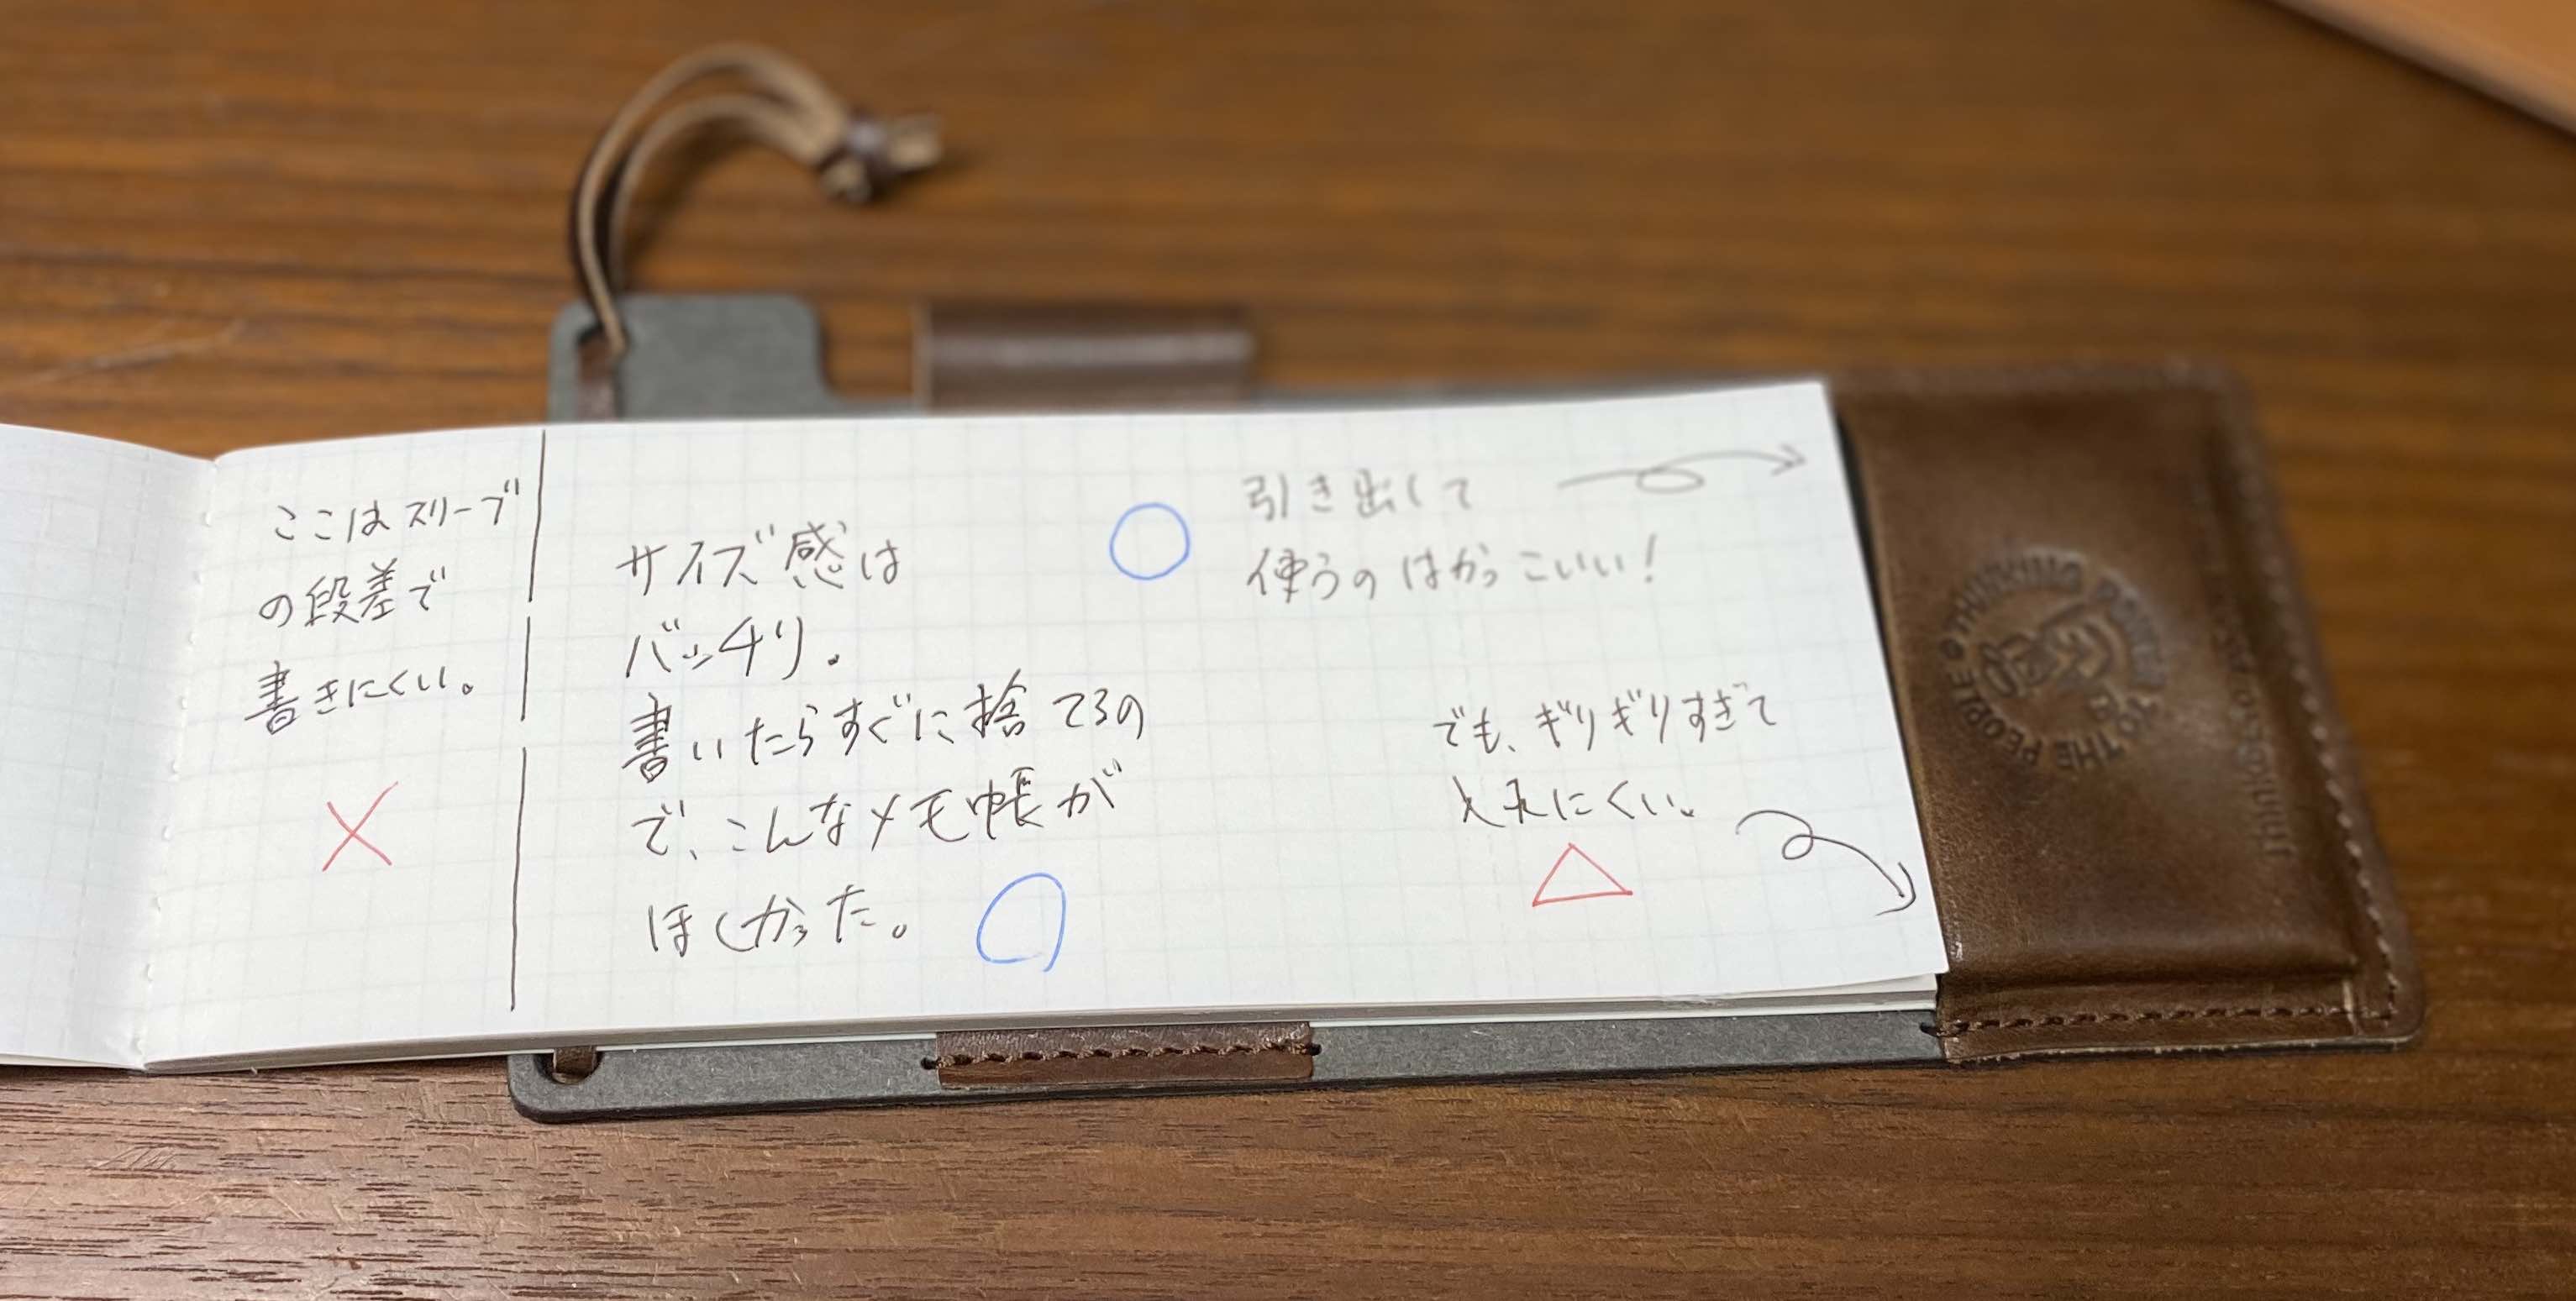 ここはスリーブ
の段差で
書きにくい。
サイズ感は
バッチリ。
書いたらすぐに捨てるの
で、こんなメモ帳が
ほしかった。
引き出して
使うのはかっこいい!
でも、ギリギリすぎて
入れにくい。
THINKING POWER TO THE PEOPLE